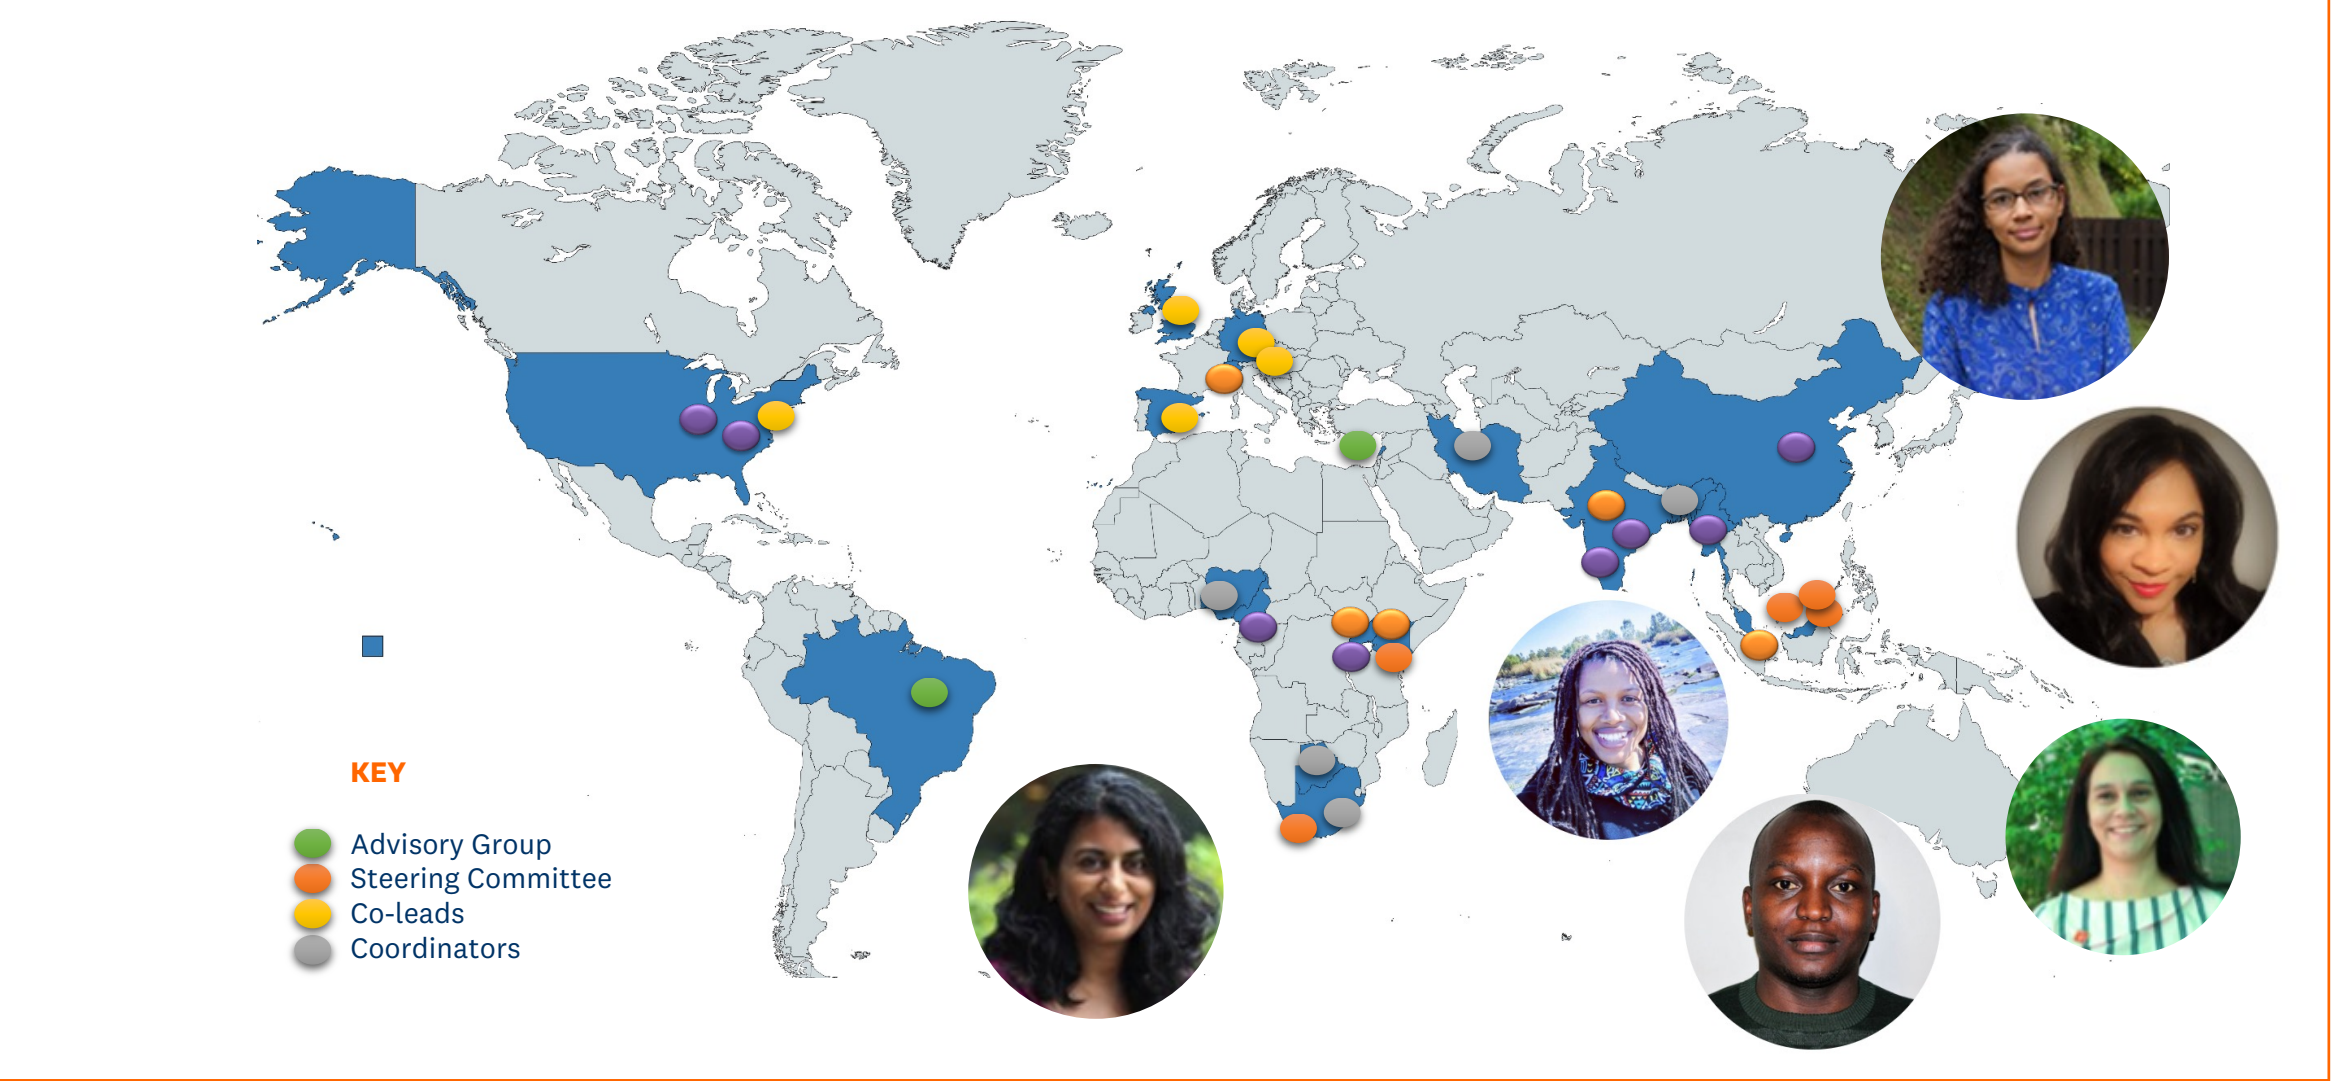 KEY
Advisory Group
Steering Committee
Co-leads
Coordinators